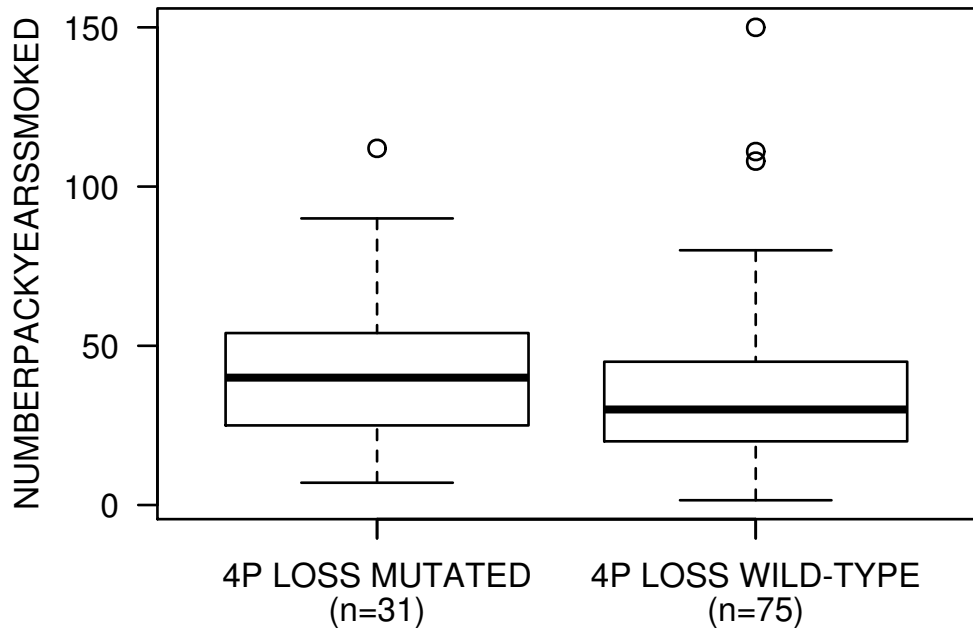 NUMBERPACKYEARSSMOKED
150
100
50
0
4P LOSS MUTATED
(n=31)
4P LOSS WILD-TYPE
(n=75)